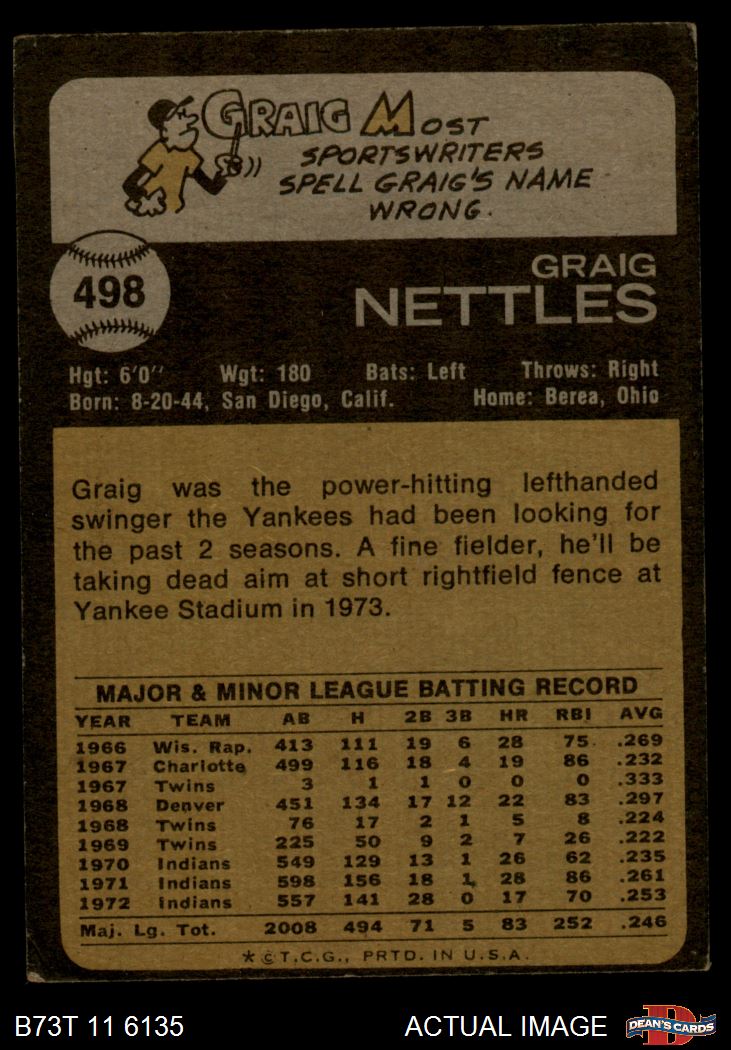 GRAIG MOST
SPORTSWRITERS
SPELL GRAIG'S NAME
WRONG.
498
GRAIG
NETTLES
Hgt: 6'0" Wgt: 180 Bats: Left Throws: Right
Born: 8-20-44, San Diego, Calif. Home: Berea, Ohio
Graig was the power-hitting lefthanded
swinger the Yankees had been looking for
the past 2 seasons. A fine fielder, he'll be
taking dead aim at short rightfield fence at
Yankee Stadium in 1973.
MAJOR & MINOR LEAGUE BATTING RECORD
YEAR TEAM AB H 2B 3B HR RBI AVG
1966 Wis. Rap. 413 111 19 6 28 75 .269
1967 Charlotte 499 116 18 4 19 86 .232
1967 Twins 3 1 1 0 0 0 .333
1968 Denver 451 134 17 12 22 83 .297
1968 Twins 76 17 2 1 5 8 .224
1969 Twins 225 50 9 2 7 26 .222
1970 Indians 549 129 13 1 26 62 .235
1971 Indians 598 156 18 1 28 86 .261
1972 Indians 557 141 28 0 17 70 .253
Maj. Lg. Tot. 2008 494 71 5 83 252 .246
*©T.C.G., PRTD. IN U.S.A.
B73T 11 6135 ACTUAL IMAGE D DEAN'S CARDS